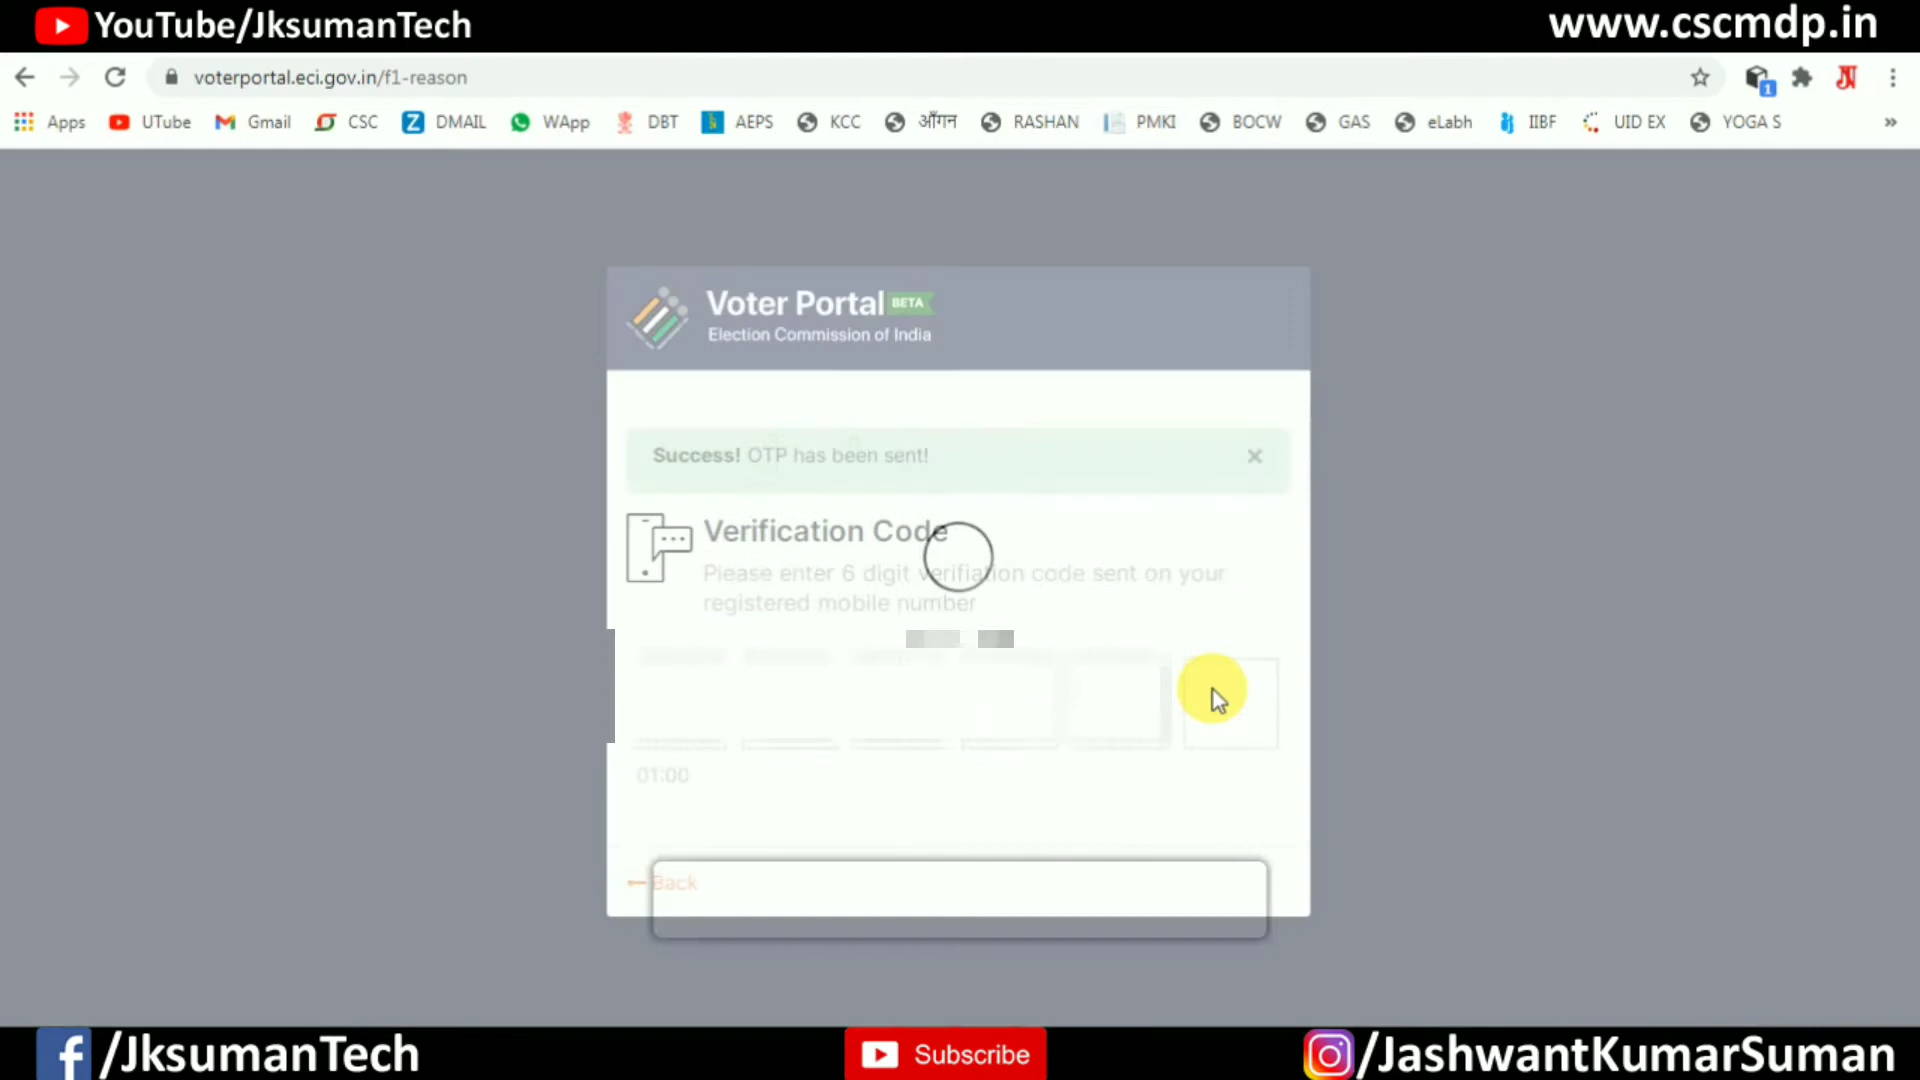 YouTube/JksumanTech
www.cscmdp.in
voterportal.eci.gov.in/f1-reason
Apps UTube Gmail CSC DMAIL WApp DBT AEPS KCC ऑंगन RASHAN PMKI BOCW GAS eLabh IIBF UID EX YOGA S »
Voter Portal BETA
Election Commission of India
Success! OTP has been sent!
Verification Code
Please enter 6 digit verifiation code sent on your
registered mobile number
01:00
Back
/JksumanTech
Subscribe
/JashwantKumarSuman